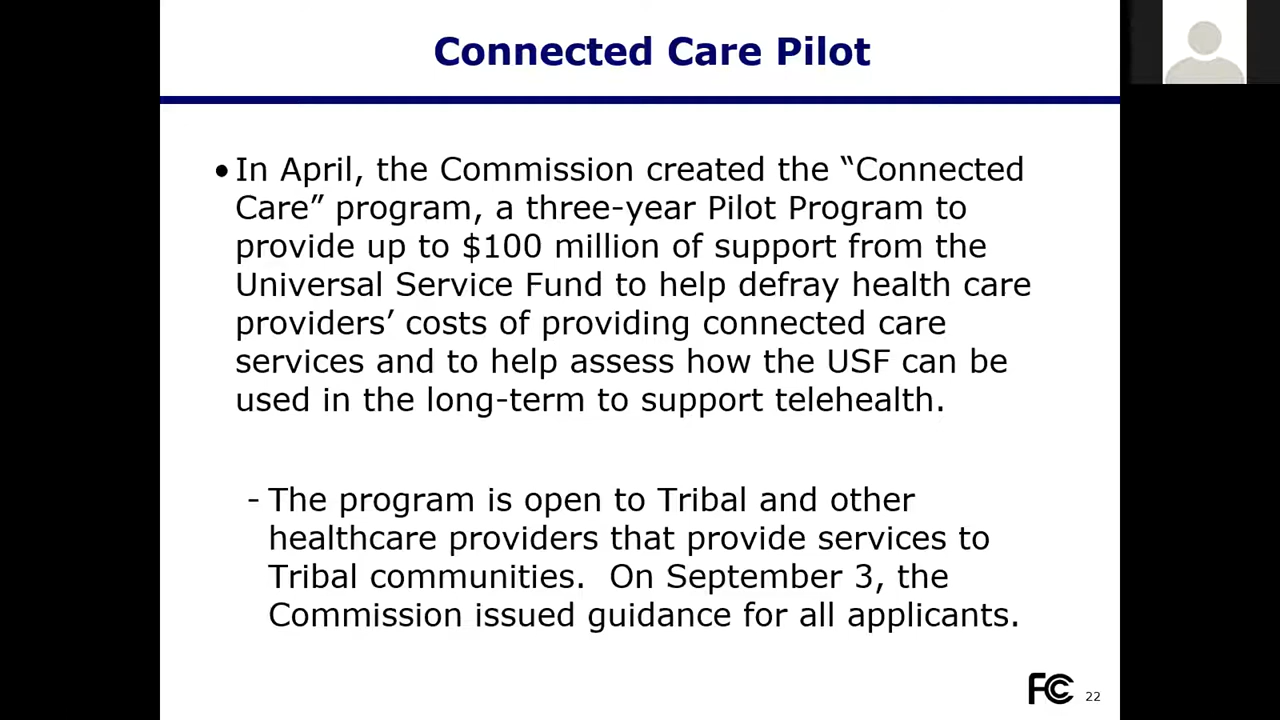 Connected Care Pilot
• In April, the Commission created the “Connected
Care” program, a three-year Pilot Program to
provide up to $100 million of support from the
Universal Service Fund to help defray health care
providers’ costs of providing connected care
services and to help assess how the USF can be
used in the long-term to support telehealth.
- The program is open to Tribal and other
healthcare providers that provide services to
Tribal communities.  On September 3, the
Commission issued guidance for all applicants.
FCC
22